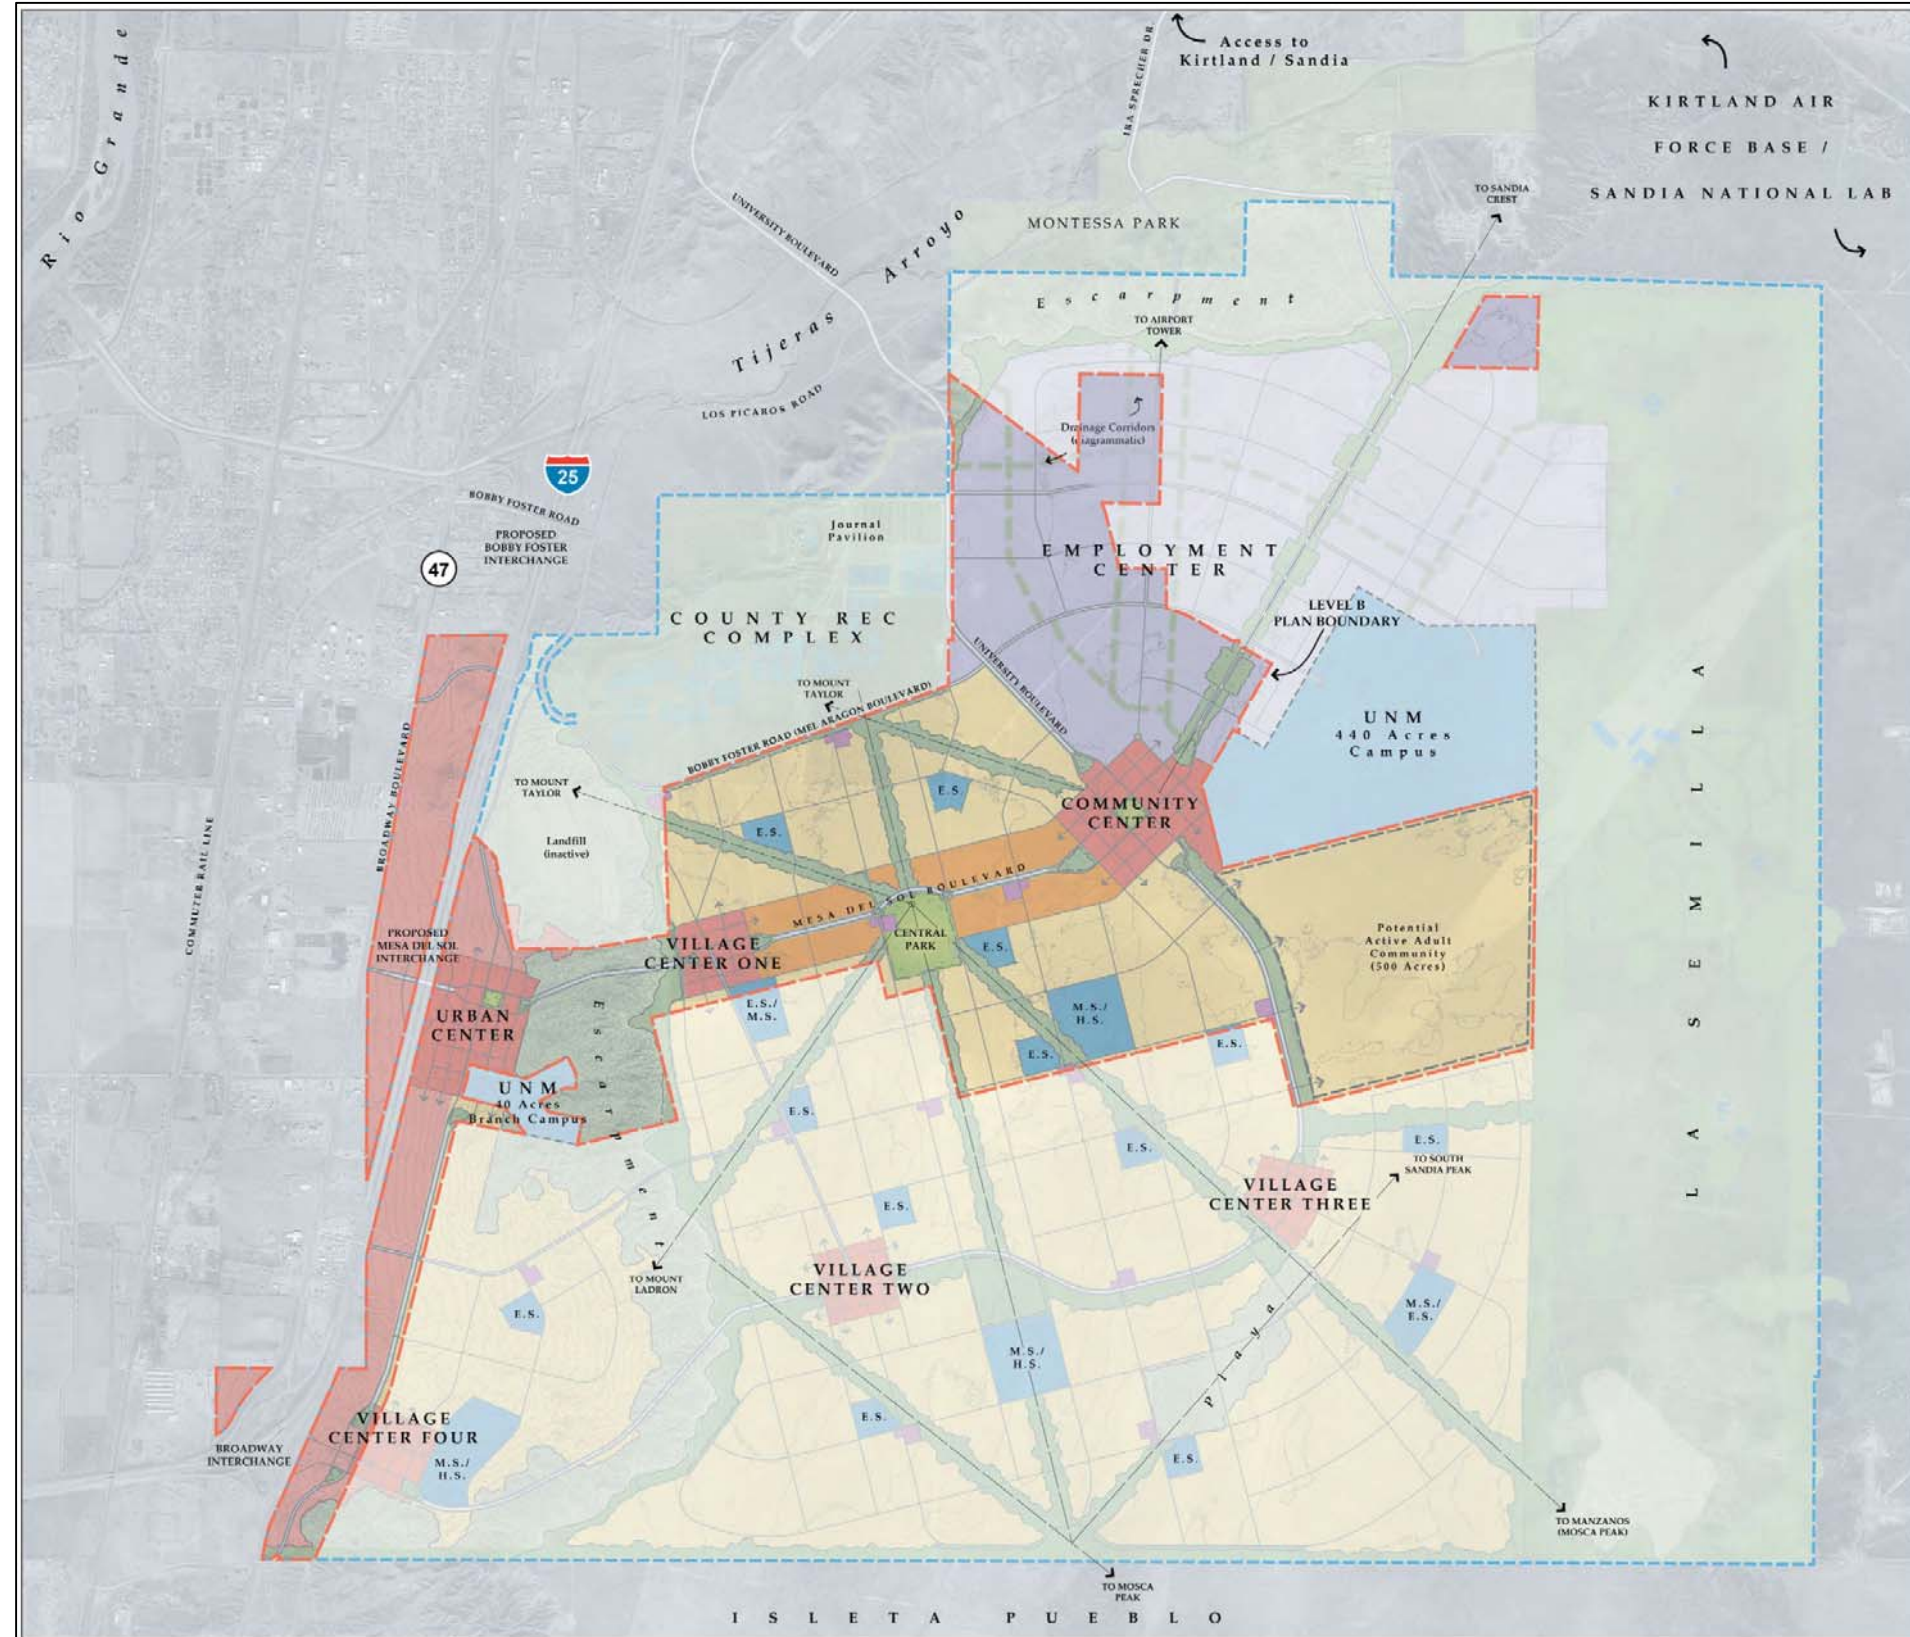 Rio Grande
IRA SPRECHER DR
Access to
Kirtland / Sandia
KIRTLAND AIR
FORCE BASE /
SANDIA NATIONAL LAB
TO SANDIA
CREST
UNIVERSITY BOULEVARD
Tijeras Arroyo
MONTESSA PARK
Escarpment
TO AIRPORT
TOWER
LOS PICAROS ROAD
Drainage Corridors
(diagrammatic)
25
BOBBY FOSTER ROAD
PROPOSED
BOBBY FOSTER
INTERCHANGE
47
Journal
Pavilion
EMPLOYMENT
CENTER
COUNTY REC
COMPLEX
LEVEL B
PLAN BOUNDARY
UNIVERSITY BOULEVARD
TO MOUNT
TAYLOR
BOBBY FOSTER ROAD (MEL ARAGON BOULEVARD)
UNM
440 Acres
Campus
LA SEMILLA
BROADWAY BOULEVARD
TO MOUNT
TAYLOR
E.S.
COMMUNITY
CENTER
E.S.
Landfill
(inactive)
COMMUTER RAIL LINE
MESA DEL SOL BOULEVARD
PROPOSED
MESA DEL SOL
INTERCHANGE
VILLAGE
CENTER ONE
CENTRAL
PARK
E.S.
Potential
Active Adult
Community
(500 Acres)
E.S./
M.S.
M.S./
H.S.
URBAN
CENTER
Escarpment
E.S.
E.S.
UNM
40 Acres
Branch Campus
E.S.
E.S.
E.S.
TO SOUTH
SANDIA PEAK
VILLAGE
CENTER THREE
E.S.
TO MOUNT
LADRON
VILLAGE
CENTER TWO
E.S.
Playa
M.S./
E.S.
M.S./
H.S.
VILLAGE
CENTER FOUR
E.S.
BROADWAY
INTERCHANGE
M.S./
H.S.
E.S.
TO MANZANOS
(MOSCA PEAK)
TO MOSCA
PEAK
ISLETA PUEBLO